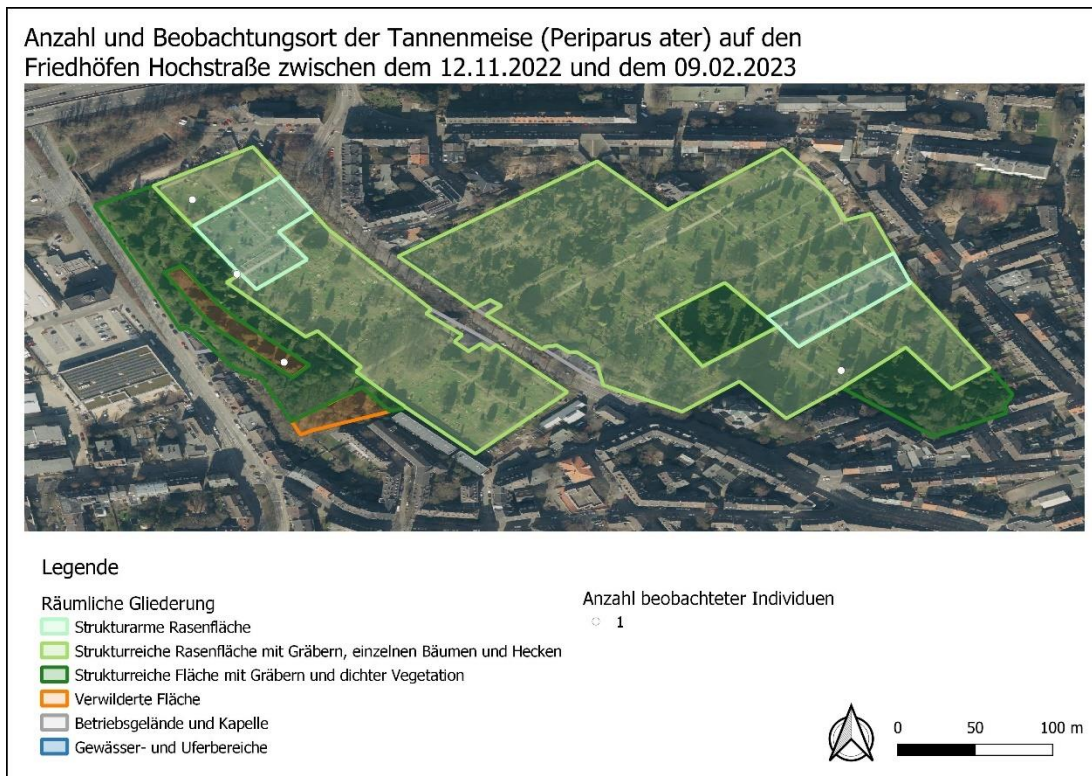 Anzahl und Beobachtungsort der Tannenmeise (Periparus ater) auf den
Friedhöfen Hochstraße zwischen dem 12.11.2022 und dem 09.02.2023
Legende
Räumliche Gliederung
Strukturarme Rasenfläche
Strukturreiche Rasenfläche mit Gräbern, einzelnen Bäumen und Hecken
Strukturreiche Fläche mit Gräbern und dichter Vegetation
Verwilderte Fläche
Betriebsgelände und Kapelle
Gewässer- und Uferbereiche
Anzahl beobachteter Individuen
1
0 50 100 m